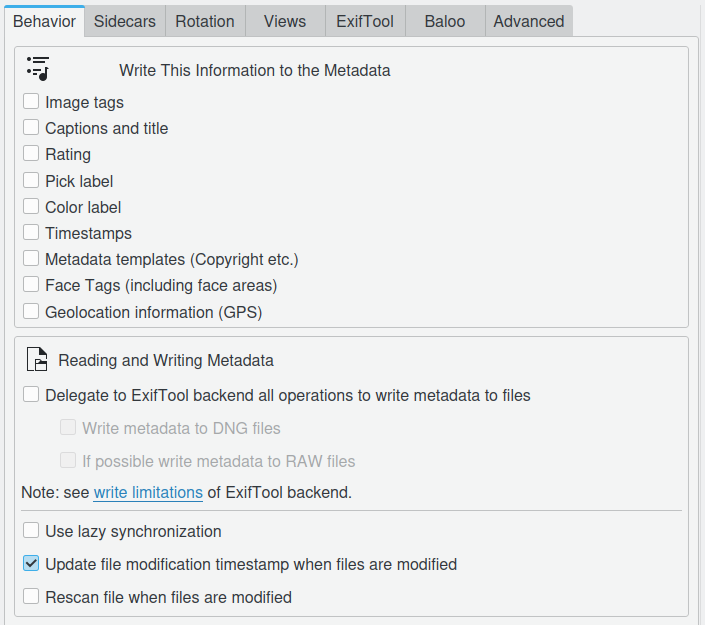 Behavior Sidecars Rotation Views ExifTool Baloo Advanced
Write This Information to the Metadata
Image tags
Captions and title
Rating
Pick label
Color label
Timestamps
Metadata templates (Copyright etc.)
Face Tags (including face areas)
Geolocation information (GPS)
Reading and Writing Metadata
Delegate to ExifTool backend all operations to write metadata to files
Write metadata to DNG files
If possible write metadata to RAW files
Note: see write limitations of ExifTool backend.
Use lazy synchronization
Update file modification timestamp when files are modified
Rescan file when files are modified